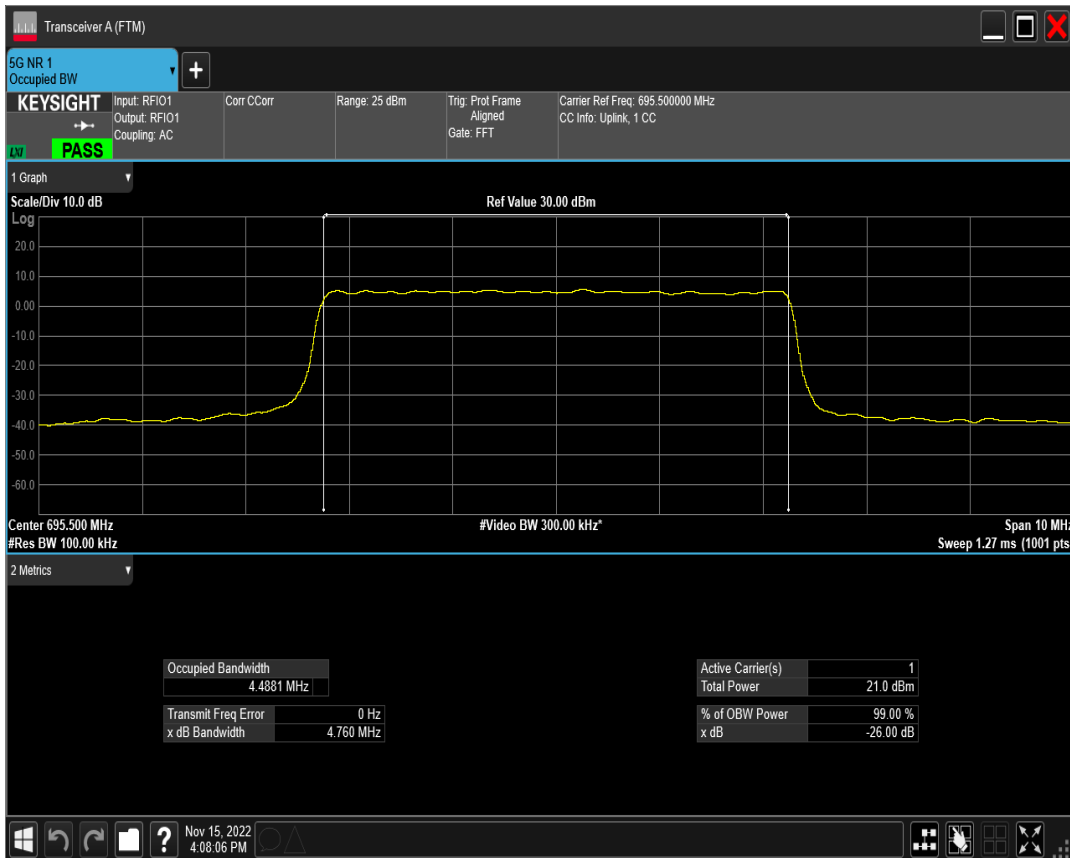 Transceiver A (FTM)
5G NR 1
Occupied BW
+
KEYSIGHT
LXI
PASS
Input: RFIO1
Output: RFIO1
Coupling: AC
Corr CCorr
Range: 25 dBm
Trig: Prot Frame
Aligned
Gate: FFT
Carrier Ref Freq: 695.500000 MHz
CC Info: Uplink, 1 CC
1 Graph
Scale/Div 10.0 dB
Ref Value 30.00 dBm
Log
20.0
10.0
0.00
-10.0
-20.0
-30.0
-40.0
-50.0
-60.0
Center 695.500 MHz
#Video BW 300.00 kHz*
Span 10 MHz
#Res BW 100.00 kHz
Sweep 1.27 ms (1001 pts
2 Metrics
Occupied Bandwidth
4.4881 MHz
Transmit Freq Error 0 Hz
x dB Bandwidth 4.760 MHz
Active Carrier(s) 1
Total Power 21.0 dBm
% of OBW Power 99.00 %
x dB -26.00 dB
?
Nov 15, 2022
4:08:06 PM